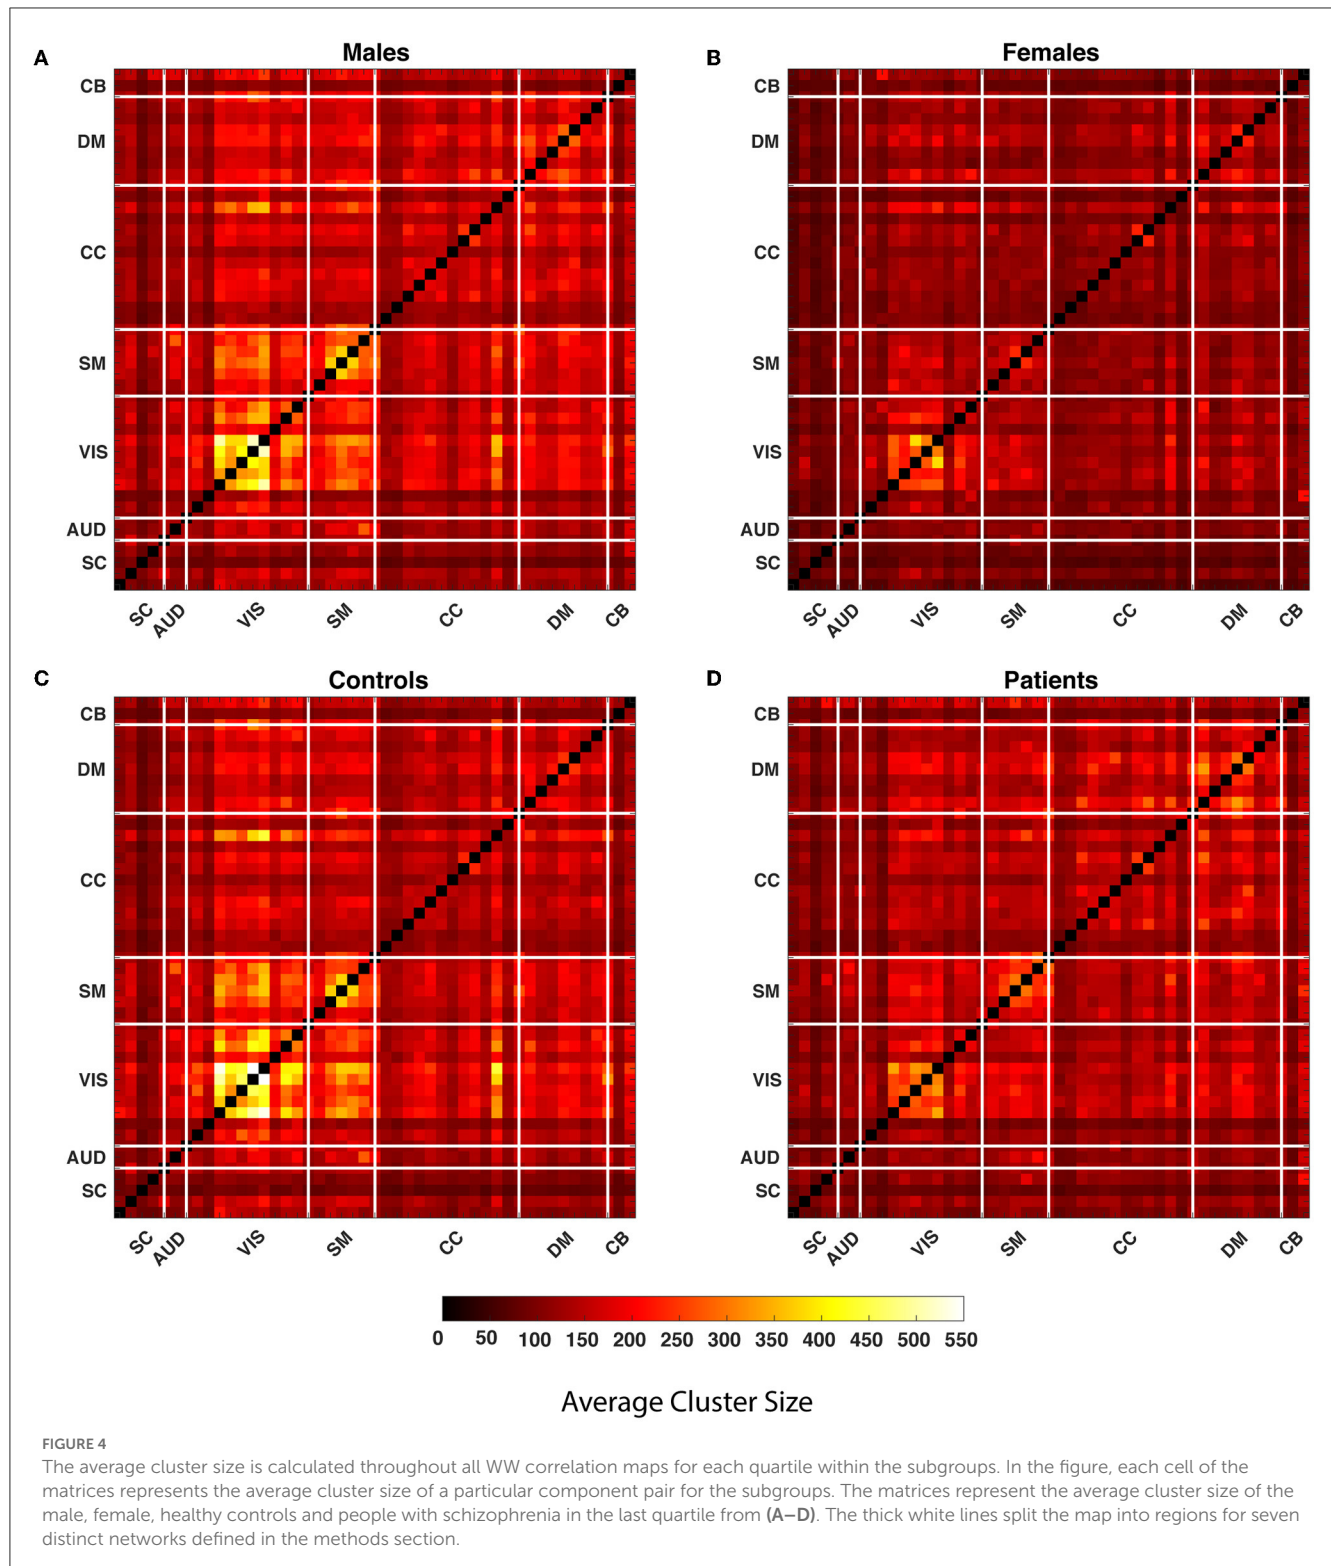 A
Males
CB
DM
CC
SM
VIS
AUD
SC
SC AUD VIS SM CC DM CB
B
Females
CB
DM
CC
SM
VIS
AUD
SC
SC AUD VIS SM CC DM CB
C
Controls
CB
DM
CC
SM
VIS
AUD
SC
SC AUD VIS SM CC DM CB
D
Patients
CB
DM
CC
SM
VIS
AUD
SC
SC AUD VIS SM CC DM CB
0 50 100 150 200 250 300 350 400 450 500 550
Average Cluster Size
FIGURE 4
The average cluster size is calculated throughout all WW correlation maps for each quartile within the subgroups. In the figure, each cell of the
matrices represents the average cluster size of a particular component pair for the subgroups. The matrices represent the average cluster size of the
male, female, healthy controls and people with schizophrenia in the last quartile from (A–D). The thick white lines split the map into regions for seven
distinct networks defined in the methods section.